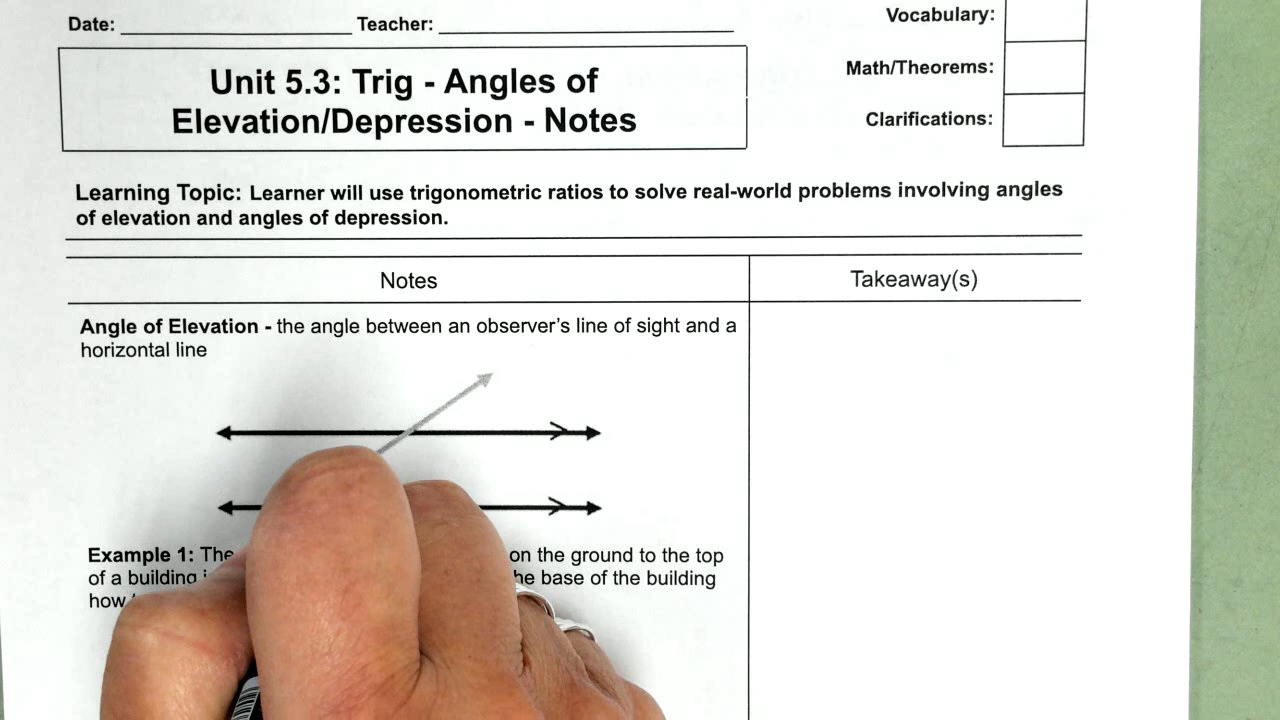 Date: Teacher: Vocabulary:
Math/Theorems:
Clarifications:
Unit 5.3: Trig - Angles of
Elevation/Depression - Notes
Learning Topic: Learner will use trigonometric ratios to solve real-world problems involving angles
of elevation and angles of depression.
Notes Takeaway(s)
Angle of Elevation - the angle between an observer's line of sight and a
horizontal line
Example 1: The on the ground to the top
of a building the base of the building
how